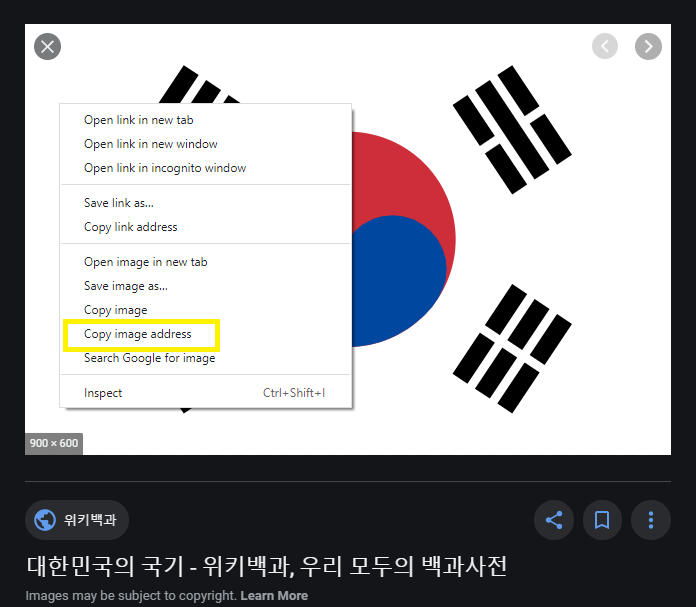 Open link in new tab
Open link in new window
Open link in incognito window
Save link as...
Copy link address
Open image in new tab
Save image as...
Copy image
Copy image address
Search Google for image
Inspect Ctrl+Shift+I
900 × 600
위키백과
대한민국의 국기 - 위키백과, 우리 모두의 백과사전
Images may be subject to copyright. Learn More